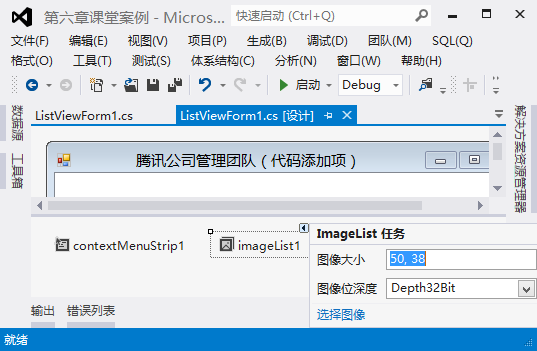 第六章课堂案例 - Micros...
快速启动 (Ctrl+Q)
文件(F) 编辑(E) 视图(V) 项目(P) 生成(B) 调试(D) 团队(M) SQL(Q)
格式(O) 工具(T) 测试(S) 体系结构(C) 分析(N) 窗口(W) 帮助(H)
启动 Debug
数据源
工具箱
ListViewForm1.cs
ListViewForm1.cs [设计]
解决方案资源管理器
腾讯公司管理团队（代码添加项）
contextMenuStrip1
imageList1
ImageList 任务
图像大小 50, 38
图像位深度 Depth32Bit
选择图像
输出 错误列表
就绪